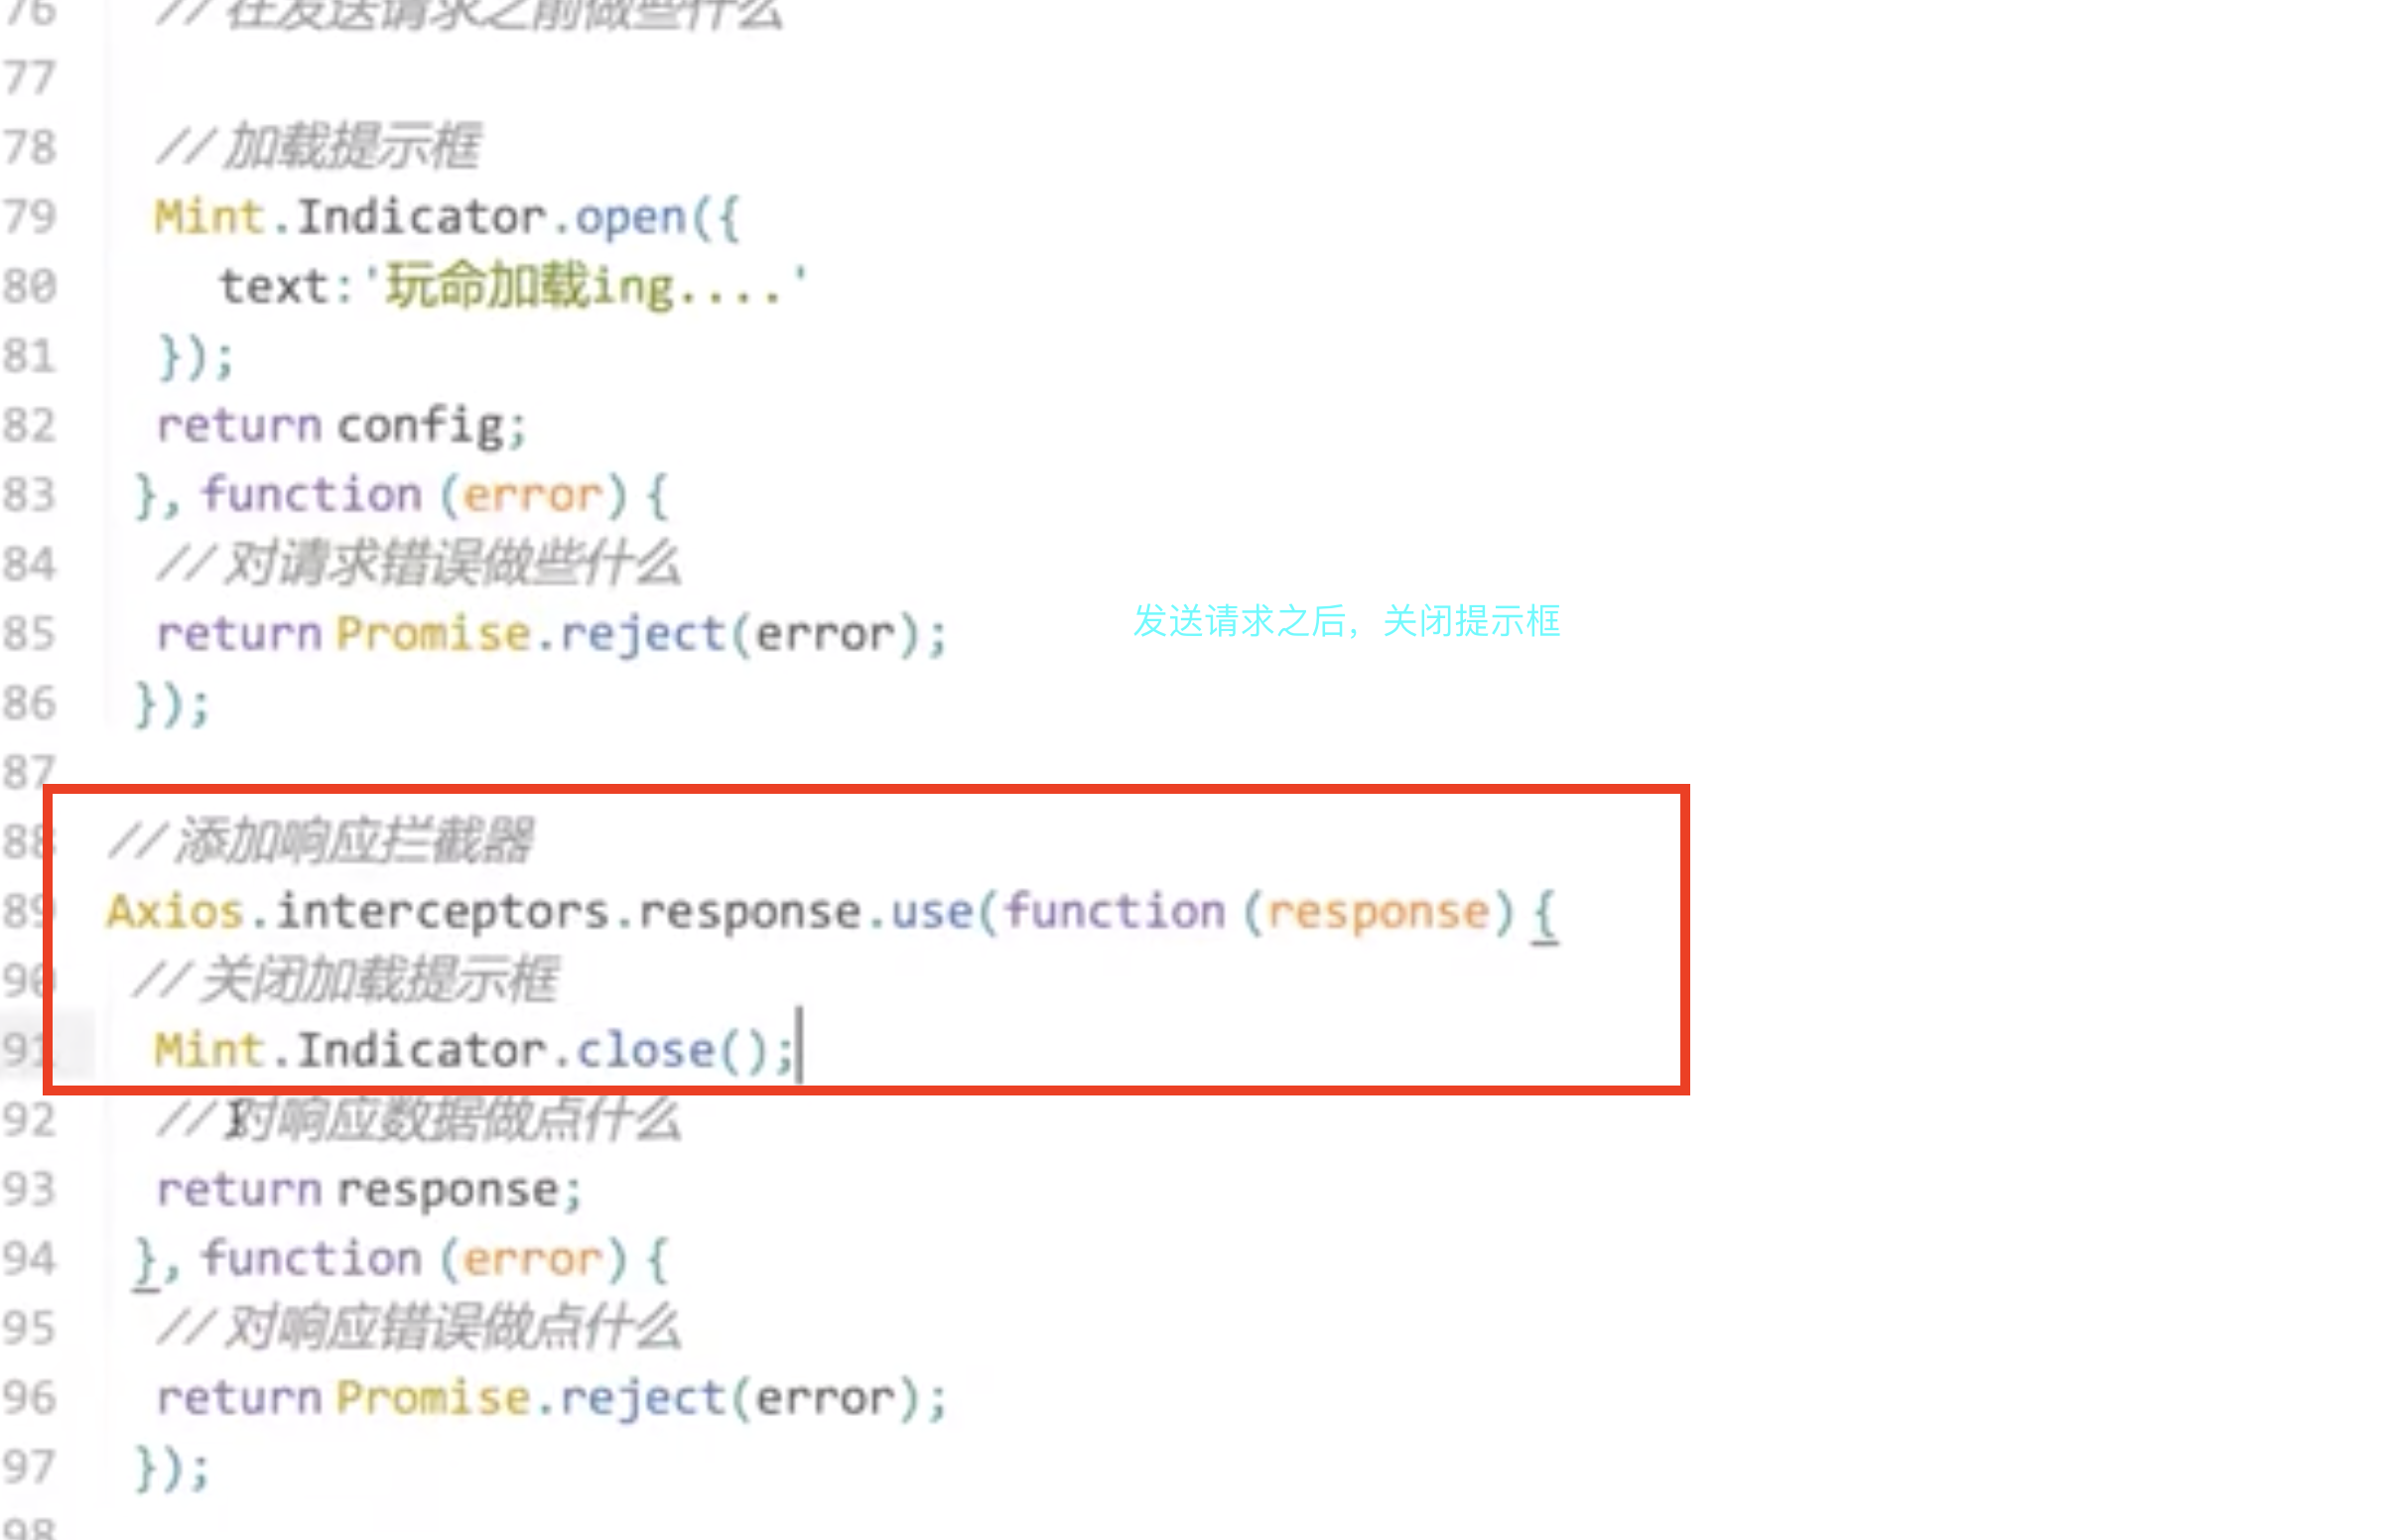 76 // 在发送请求之前做些什么
77
78 // 加载提示框
79 Mint.Indicator.open({
80 text:'玩命加载ing....'
81 });
82 return config;
83 }, function (error) {
84 // 对请求错误做些什么
85 return Promise.reject(error);
发送请求之后，关闭提示框
86 });
87
88 // 添加响应拦截器
89 Axios.interceptors.response.use(function (response) {
90 // 关闭加载提示框
91 Mint.Indicator.close();
92 // 对响应数据做点什么
93 return response;
94 }, function (error) {
95 // 对响应错误做点什么
96 return Promise.reject(error);
97 });
98